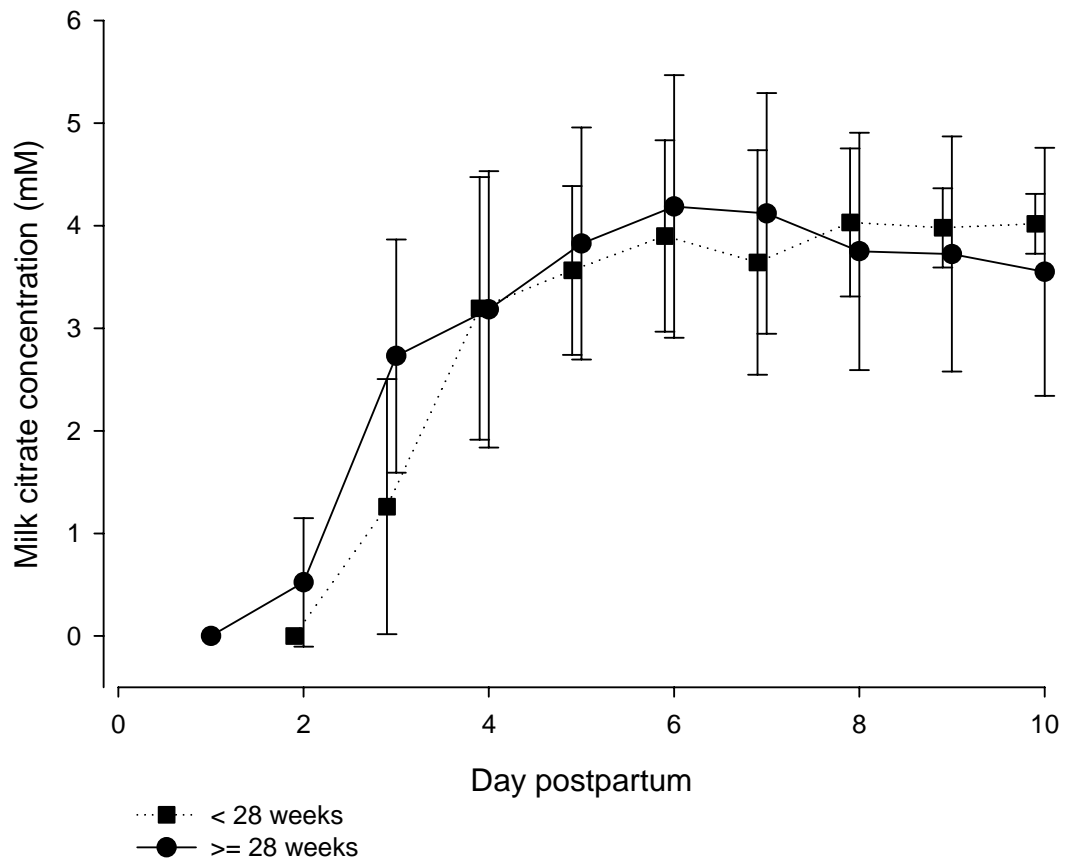 6
5
4
3
2
1
0
Milk citrate concentration (mM)
0 2 4 6 8 10
Day postpartum
< 28 weeks
>= 28 weeks